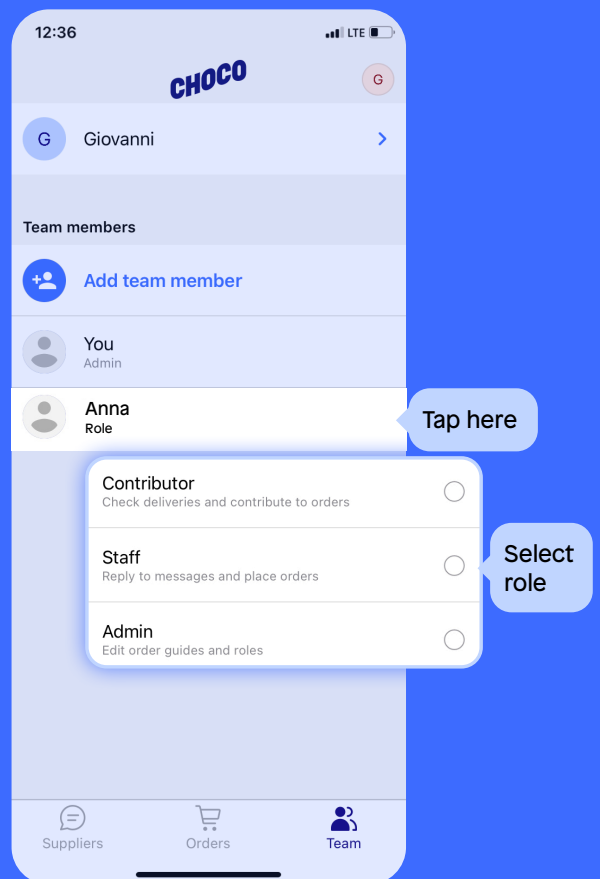 12:36
LTE
CHOCO
G
G
Giovanni
Team members
Add team member
You
Admin
Anna
Role
Tap here
Contributor
Check deliveries and contribute to orders
Staff
Reply to messages and place orders
Select
role
Admin
Edit order guides and roles
Suppliers
Orders
Team